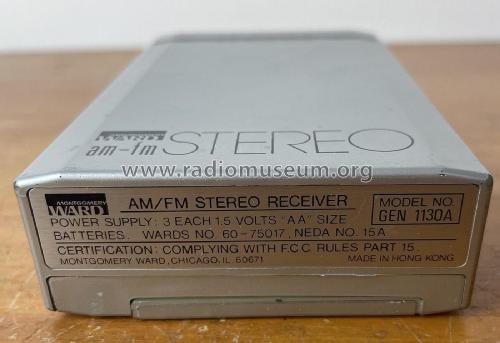 am-fm STEREO
www.radiomuseum.org
MONTGOMERY
WARD
AM/FM STEREO RECEIVER
MODEL NO.
GEN 1130A
POWER SUPPLY: 3 EACH 1.5 VOLTS "AA" SIZE
BATTERIES. WARDS NO. 60-75017, NEDA NO. 15A
CERTIFICATION: COMPLYING WITH F.C.C RULES PART 15.
MONTGOMERY WARD, CHICAGO, IL 60671
MADE IN HONG KONG